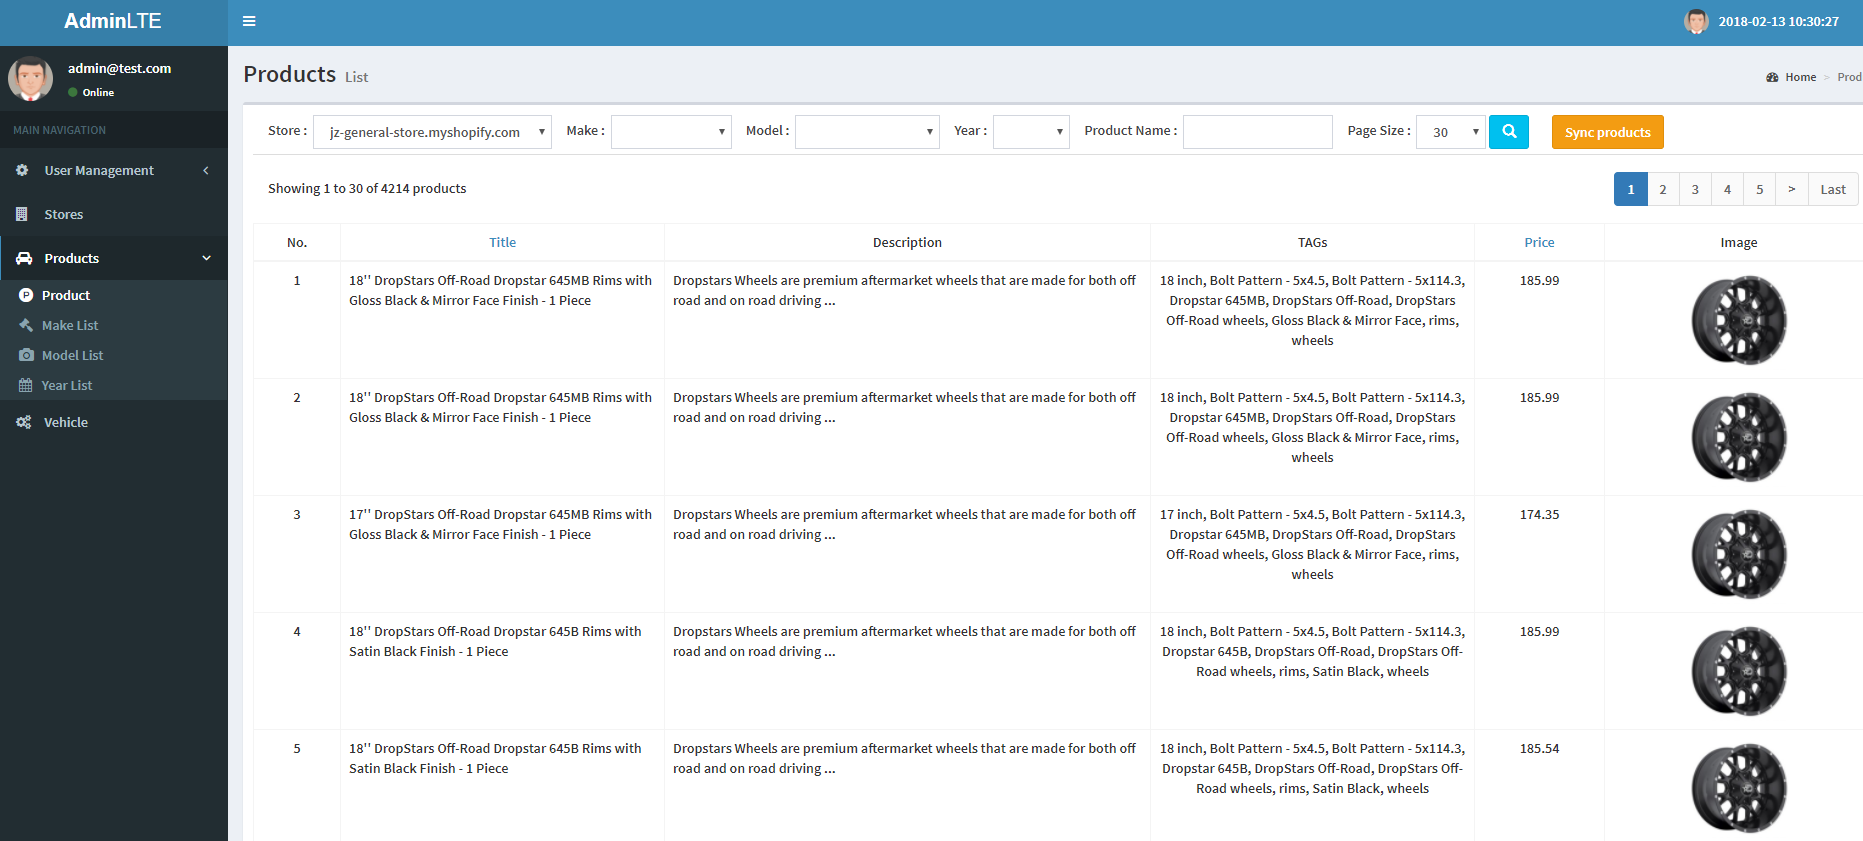 AdminLTE
2018-02-13 10:30:27
admin@test.com
Online
MAIN NAVIGATION
User Management
Stores
Products
Product
Make List
Model List
Year List
Vehicle
Products List
Home > Prod
Store : jz-general-store.myshopify.com Make : Model : Year : Product Name : Page Size : 30 Sync products
Showing 1 to 30 of 4214 products
1 2 3 4 5 > Last
No. Title Description TAGs Price Image
1
18'' DropStars Off-Road Dropstar 645MB Rims with
Gloss Black & Mirror Face Finish - 1 Piece
Dropstars Wheels are premium aftermarket wheels that are made for both off
road and on road driving ...
18 inch, Bolt Pattern - 5x4.5, Bolt Pattern - 5x114.3,
Dropstar 645MB, DropStars Off-Road, DropStars
Off-Road wheels, Gloss Black & Mirror Face, rims,
wheels
185.99
2
18'' DropStars Off-Road Dropstar 645MB Rims with
Gloss Black & Mirror Face Finish - 1 Piece
Dropstars Wheels are premium aftermarket wheels that are made for both off
road and on road driving ...
18 inch, Bolt Pattern - 5x4.5, Bolt Pattern - 5x114.3,
Dropstar 645MB, DropStars Off-Road, DropStars
Off-Road wheels, Gloss Black & Mirror Face, rims,
wheels
185.99
3
17'' DropStars Off-Road Dropstar 645MB Rims with
Gloss Black & Mirror Face Finish - 1 Piece
Dropstars Wheels are premium aftermarket wheels that are made for both off
road and on road driving ...
17 inch, Bolt Pattern - 5x4.5, Bolt Pattern - 5x114.3,
Dropstar 645MB, DropStars Off-Road, DropStars
Off-Road wheels, Gloss Black & Mirror Face, rims,
wheels
174.35
4
18'' DropStars Off-Road Dropstar 645B Rims with
Satin Black Finish - 1 Piece
Dropstars Wheels are premium aftermarket wheels that are made for both off
road and on road driving ...
18 inch, Bolt Pattern - 5x4.5, Bolt Pattern - 5x114.3,
Dropstar 645B, DropStars Off-Road, DropStars Off-
Road wheels, rims, Satin Black, wheels
185.99
5
18'' DropStars Off-Road Dropstar 645B Rims with
Satin Black Finish - 1 Piece
Dropstars Wheels are premium aftermarket wheels that are made for both off
road and on road driving ...
18 inch, Bolt Pattern - 5x4.5, Bolt Pattern - 5x114.3,
Dropstar 645B, DropStars Off-Road, DropStars Off-
Road wheels, rims, Satin Black, wheels
185.54